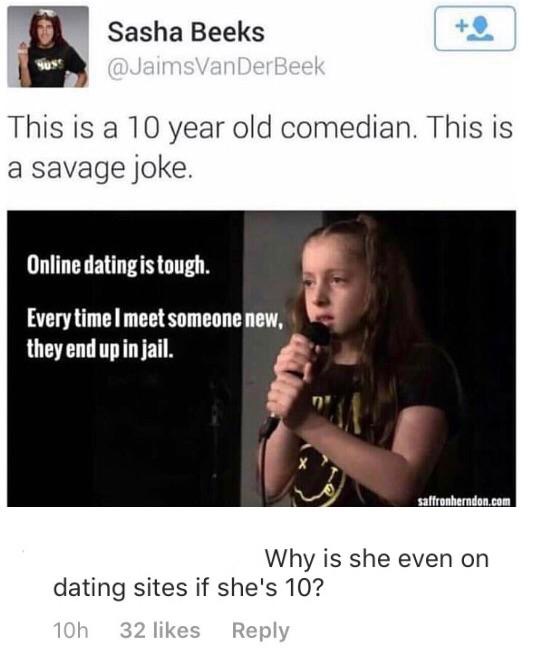 Sasha Beeks
@JaimsVanDerBeek
This is a 10 year old comedian. This is
a savage joke.
Online dating is tough.
Every time I meet someone new,
they end up in jail.
saffronherndon.com
Why is she even on
dating sites if she's 10?
10h 32 likes Reply